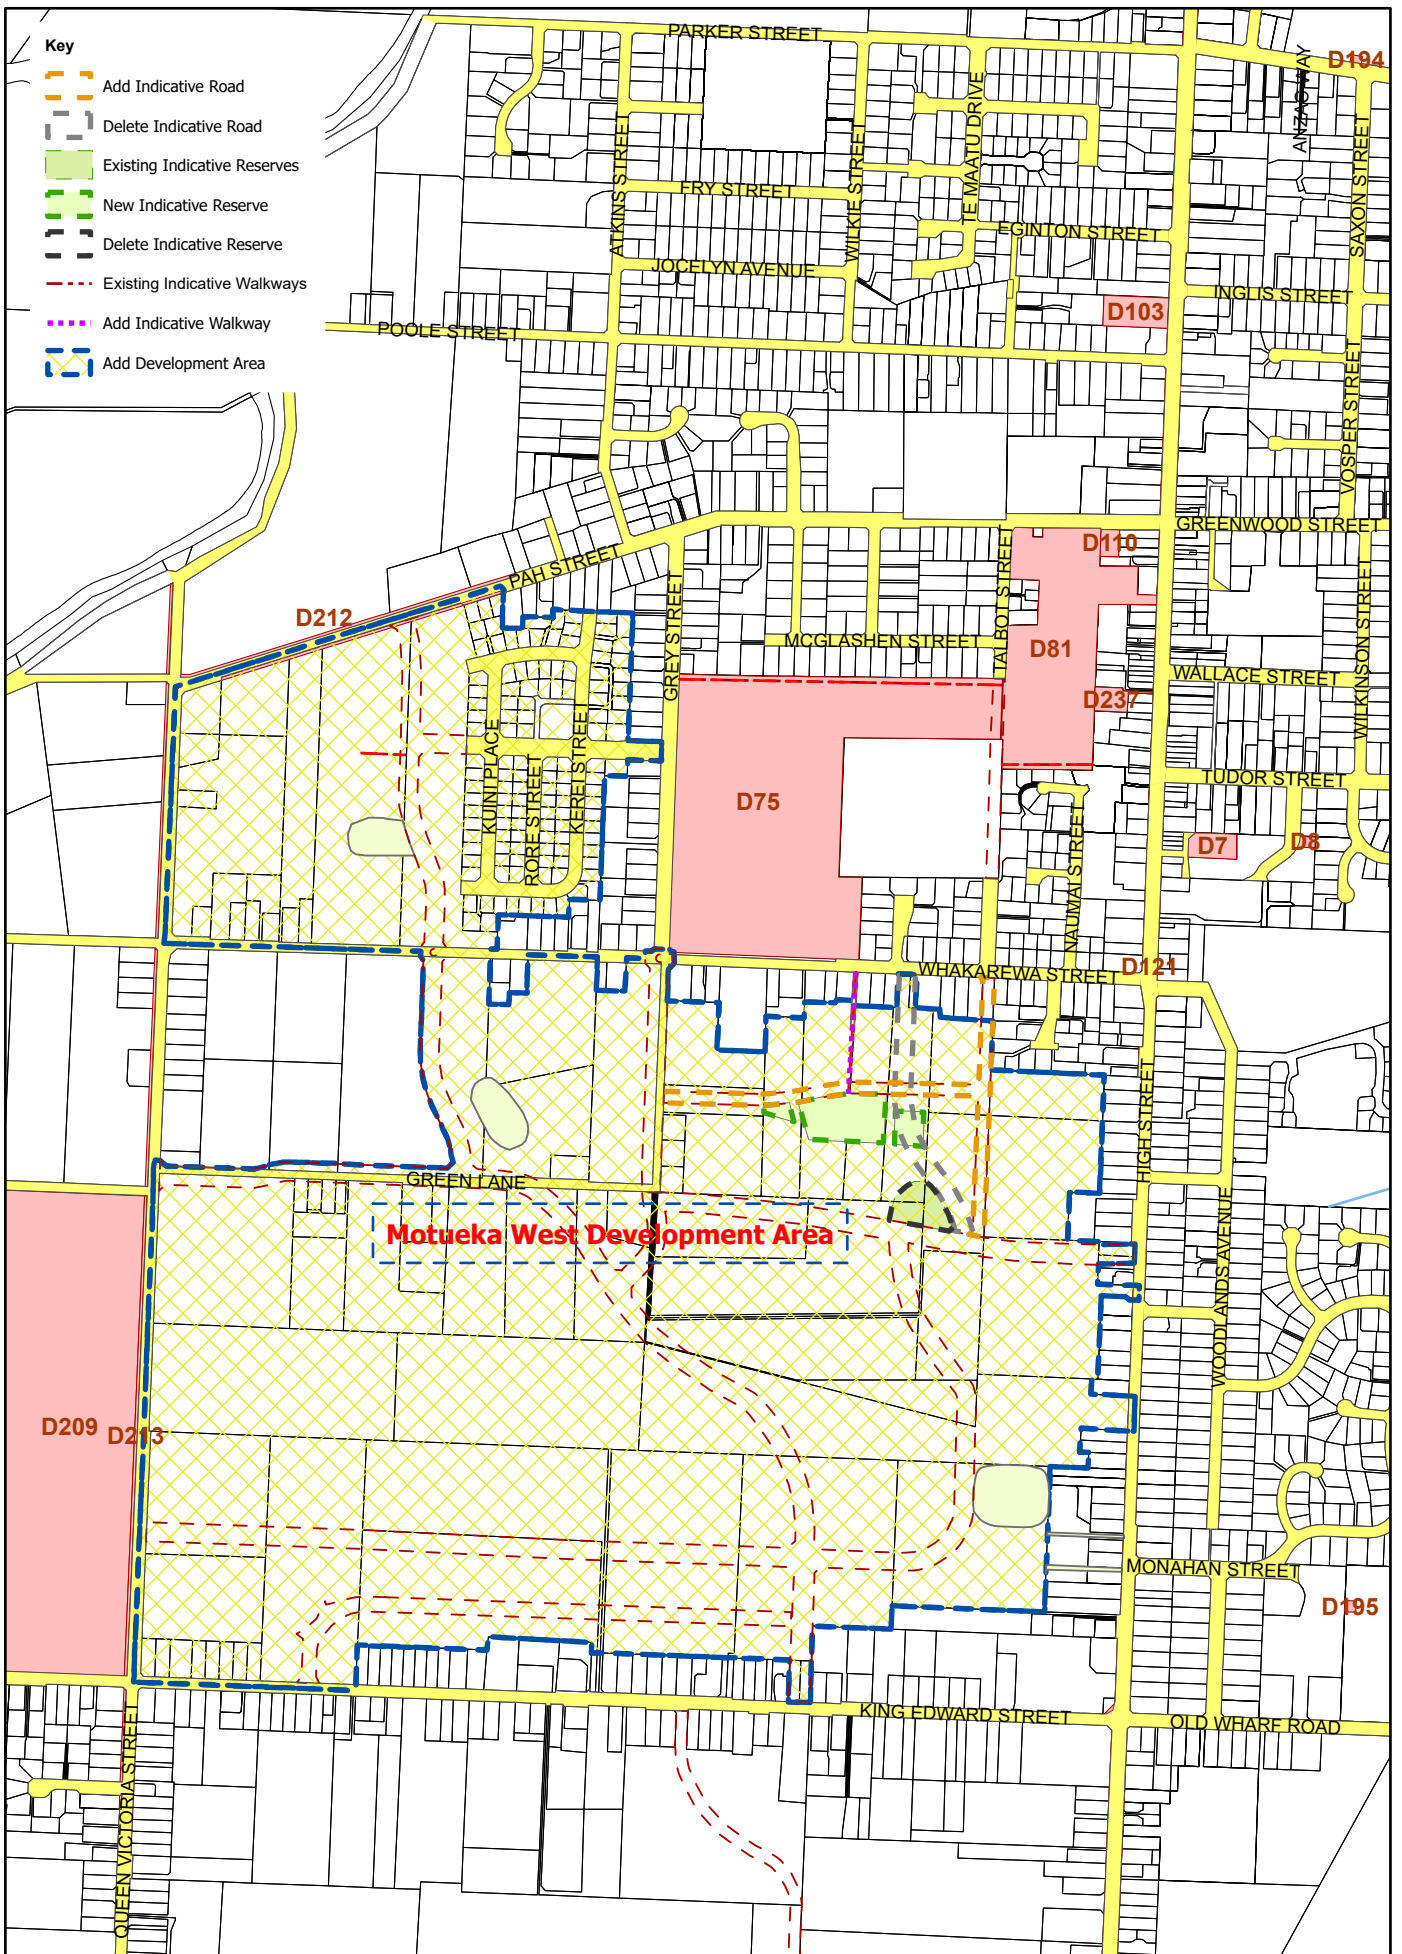 Key
Add Indicative Road
Delete Indicative Road
Existing Indicative Reserves
New Indicative Reserve
Delete Indicative Reserve
Existing Indicative Walkways
Add Indicative Walkway
Add Development Area
PARKER STREET
D194
ANZAC WAY
ATKINS STREET
WILKIE STREET
TE MAATU DRIVE
SAXON STREET
FRY STREET
EGINTON STREET
JOCELYN AVENUE
INGLIS STREET
D103
POOLE STREET
VOSPER STREET
GREENWOOD STREET
D110
PAH STREET
TALBOT STREET
D212
GREY STREET
MCGLASHEN STREET
D81
WILKINSON STREET
WALLACE STREET
D237
KUINI PLACE
RORE STREET
KEREI STREET
TUDOR STREET
D75
D7
D8
NAUMAI STREET
WHAKAREWA STREET
D121
HIGH STREET
GREEN LANE
Motueka West Development Area
WOODLANDS AVENUE
D209
D213
MONAHAN STREET
D195
KING EDWARD STREET
OLD WHARF ROAD
QUEEN VICTORIA STREET